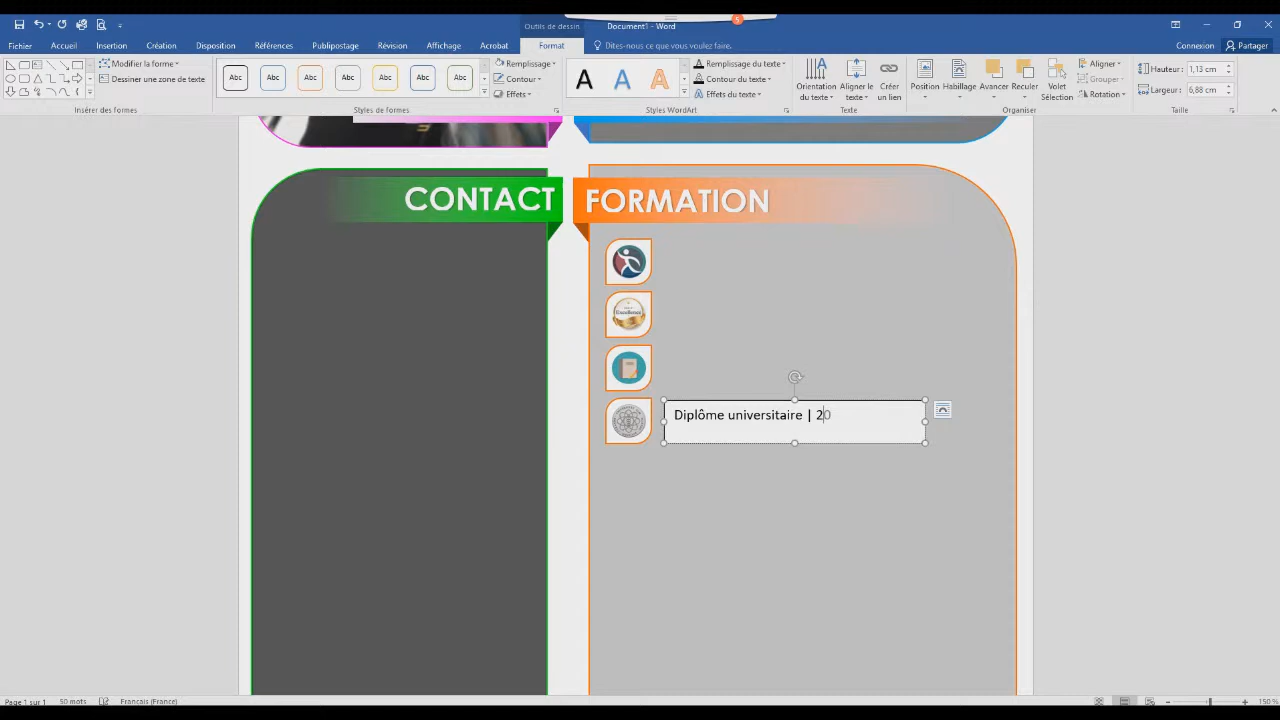 Outils de dessin
Document1 - Word
5
Fichier
Accueil
Insertion
Création
Disposition
Références
Publipostage
Révision
Affichage
Acrobat
Format
Dites-nous ce que vous voulez faire.
Connexion
Partager
Modifier la forme
Dessiner une zone de texte
Insérer des formes
Abc Abc Abc Abc Abc Abc Abc
Remplissage
Contour
Effets
Styles de formes
A A A
Remplissage du texte
Contour du texte
Effets du texte
Styles WordArt
Orientation du texte
Aligner le texte
Créer un lien
Texte
Position
Habillage
Avancer
Reculer
Volet Sélection
Aligner
Grouper
Rotation
Organiser
Hauteur: 1,13 cm
Largeur: 6,88 cm
Taille
CONTACT
FORMATION
Excellence
Diplôme universitaire | 20
Page 1 sur 1
50 mots
Français (France)
150 %